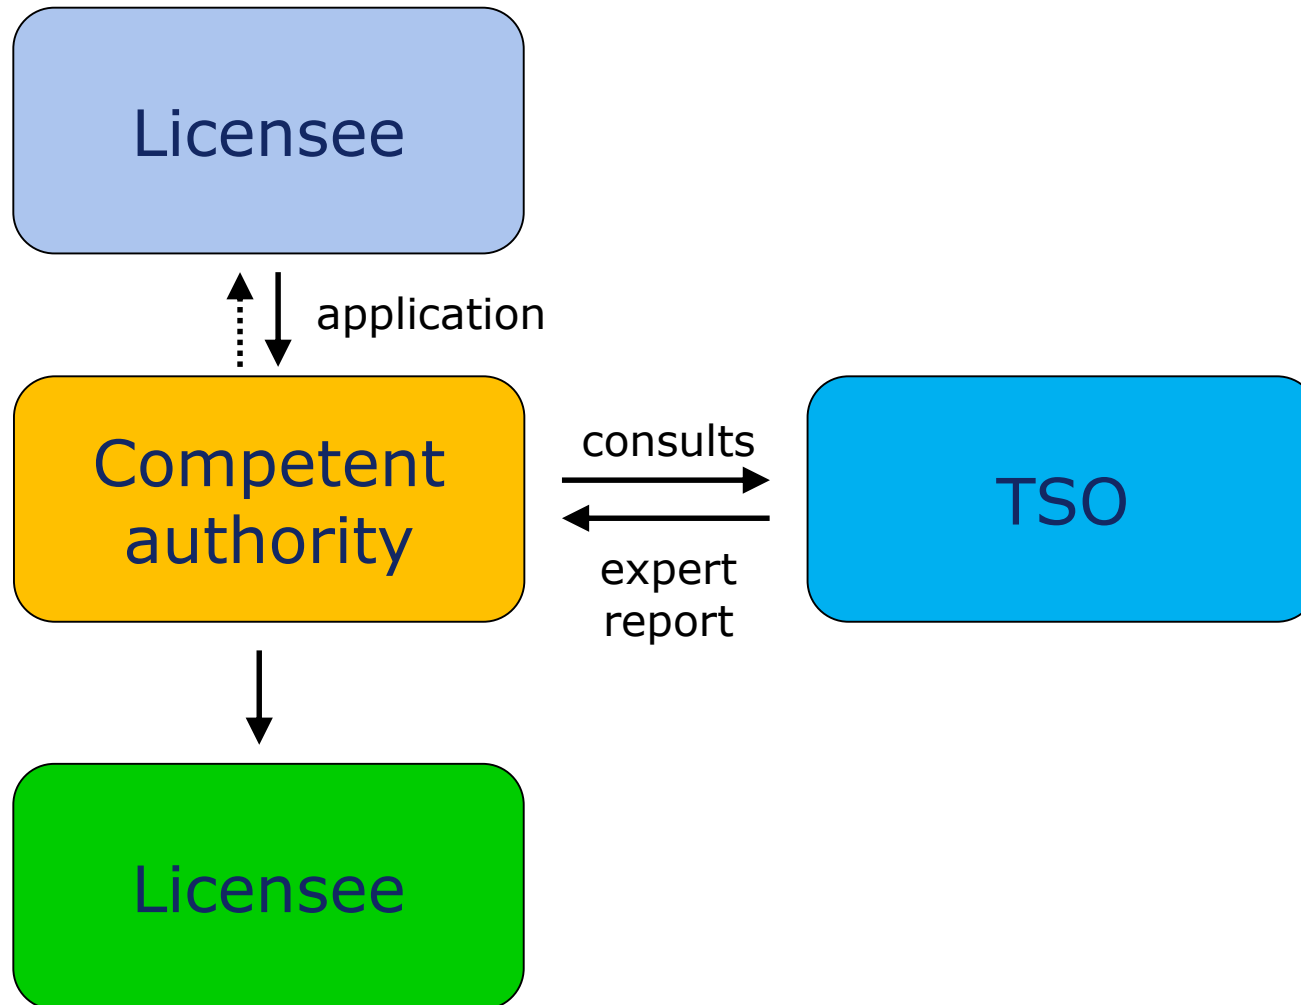 Licensee
application
Competent
authority
consults
TSO
expert
report
Licensee